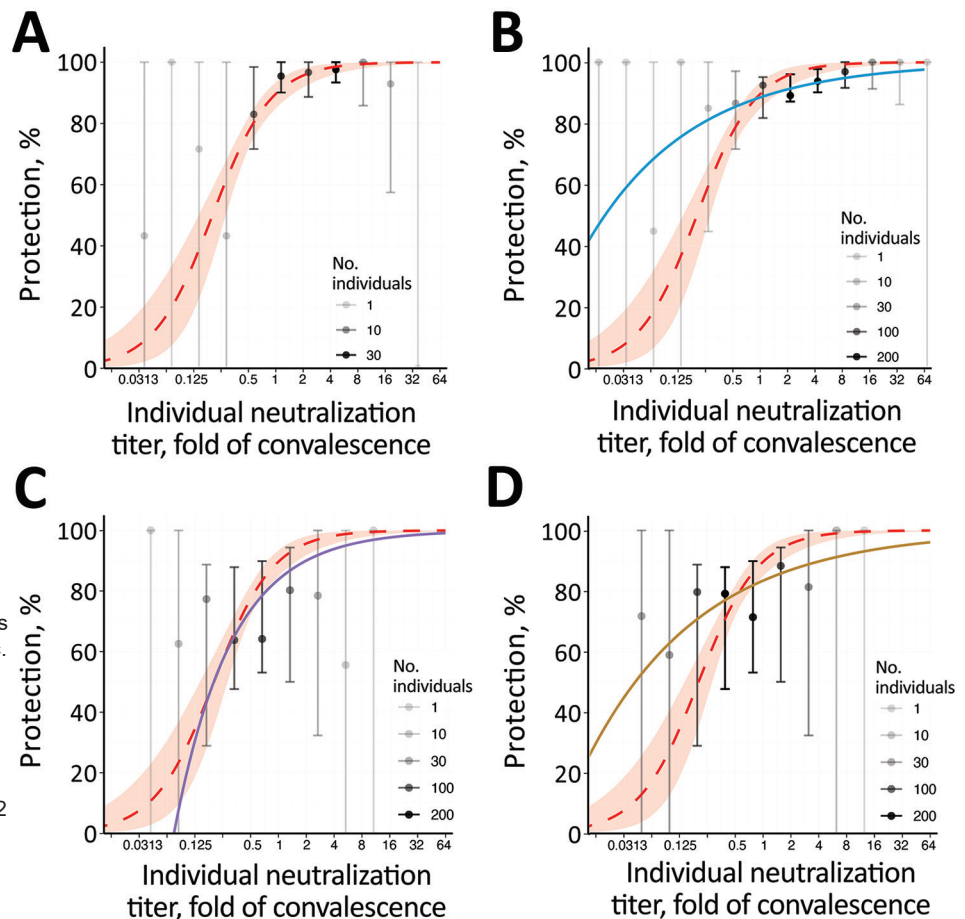 A
100
80
60
40
20
0
Protection, %
No.
individuals
1
10
30
0.0313 0.125 0.5 1 2 4 8 16 32 64
Individual neutralization
titer, fold of convalescence
B
100
80
60
40
20
0
Protection, %
No.
individuals
1
10
30
100
200
0.0313 0.125 0.5 1 2 4 8 16 32 64
Individual neutralization
titer, fold of convalescence
C
100
80
60
40
20
0
Protection, %
No.
individuals
1
10
30
100
200
0.0313 0.125 0.5 1 2 4 8 16 32 64
Individual neutralization
titer, fold of convalescence
D
100
80
60
40
20
0
Protection, %
No.
individuals
1
10
30
100
200
0.0313 0.125 0.5 1 2 4 8 16 32 64
Individual neutralization
titer, fold of convalescence
s
.
2